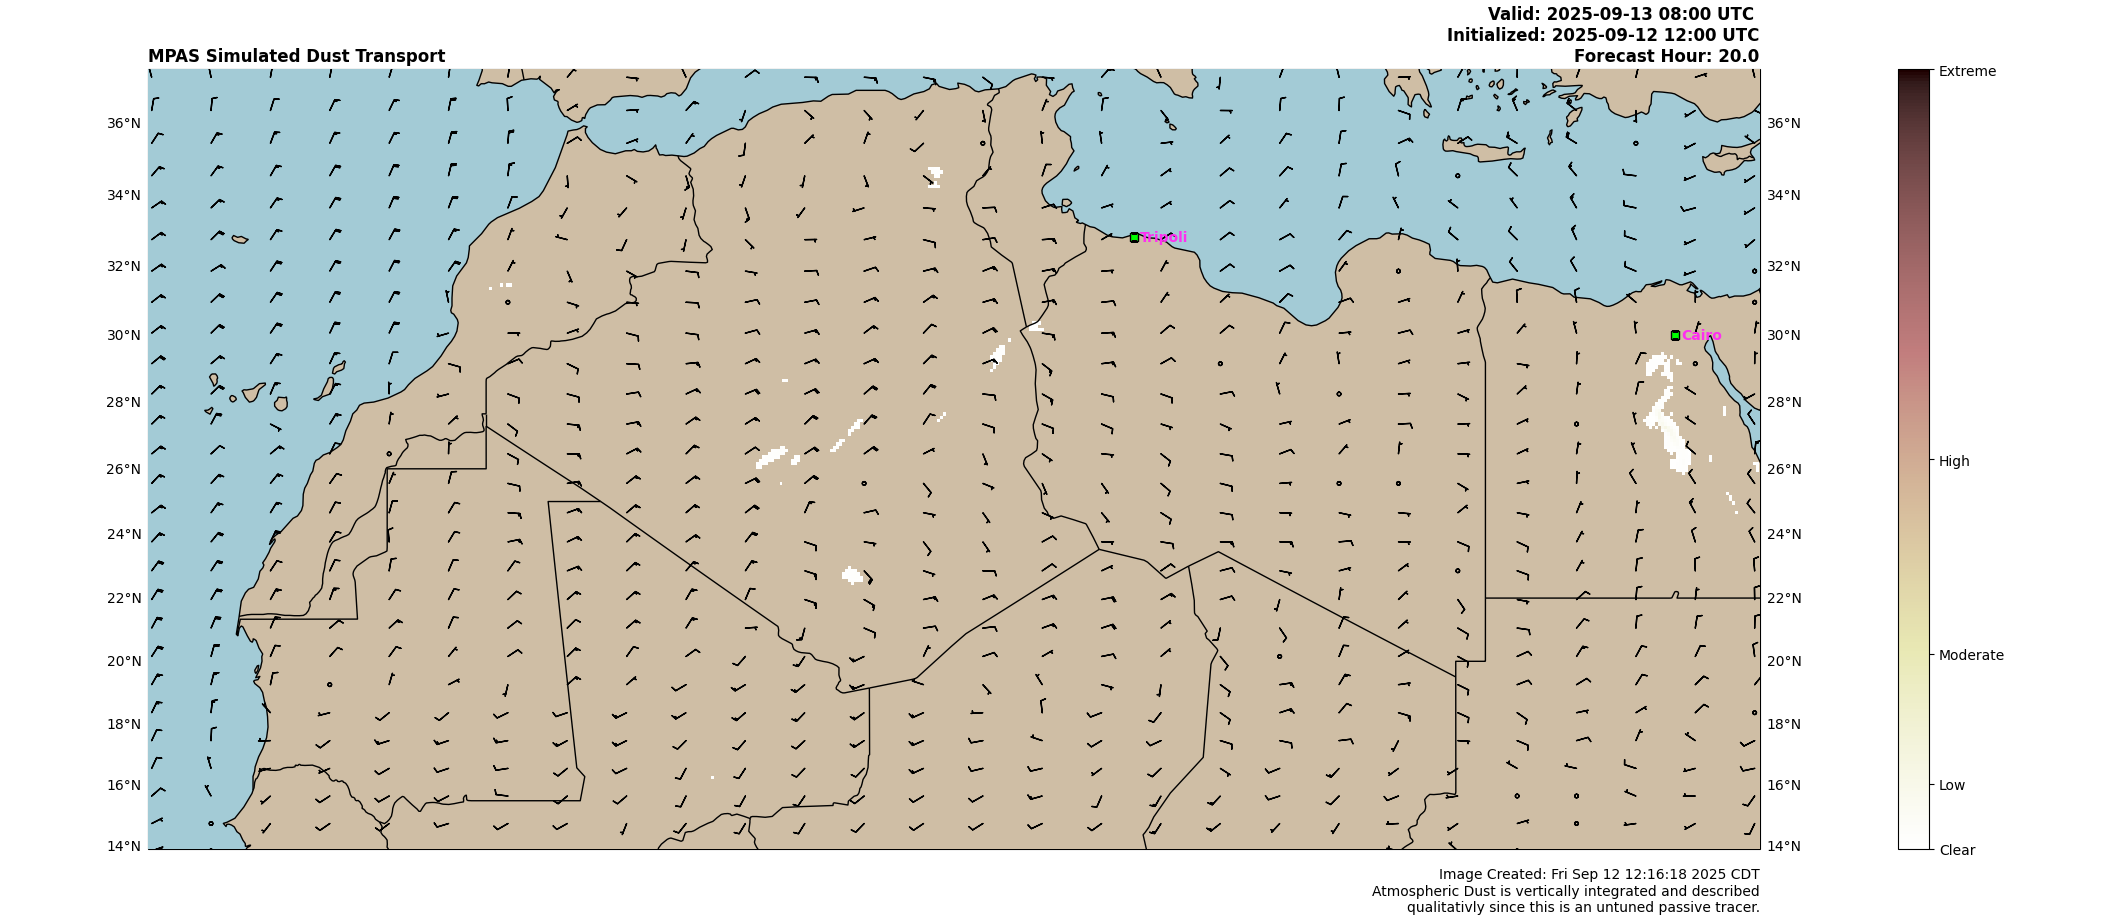 Valid: 2025-09-13 08:00 UTC
Initialized: 2025-09-12 12:00 UTC
MPAS Simulated Dust Transport
Forecast Hour: 20.0
Extreme
36°N
36°N
34°N
34°N
Tripoli
32°N
32°N
30°N
Cairo
30°N
28°N
28°N
High
26°N
26°N
24°N
24°N
22°N
22°N
Moderate
20°N
20°N
18°N
18°N
16°N
16°N
Low
14°N
14°N
Clear
Image Created: Fri Sep 12 12:16:18 2025 CDT
Atmospheric Dust is vertically integrated and described
qualitativly since this is an untuned passive tracer.